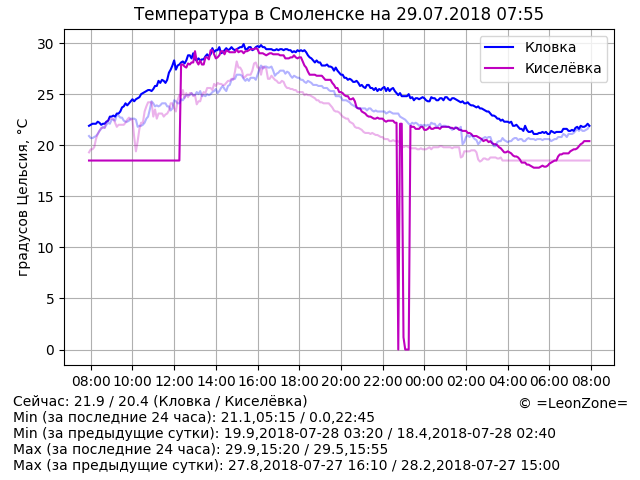 Температура в Смоленске на 29.07.2018 07:55
Кловка
Киселёвка
градусов Цельсия, °C
30
25
20
15
10
5
0
08:00 10:00 12:00 14:00 16:00 18:00 20:00 22:00 00:00 02:00 04:00 06:00 08:00
Сейчас: 21.9 / 20.4 (Кловка / Киселёвка)
© =LeonZone=
Min (за последние 24 часа): 21.1,05:15 / 0.0,22:45
Min (за предыдущие сутки): 19.9,2018-07-28 03:20 / 18.4,2018-07-28 02:40
Max (за последние 24 часа): 29.9,15:20 / 29.5,15:55
Max (за предыдущие сутки): 27.8,2018-07-27 16:10 / 28.2,2018-07-27 15:00